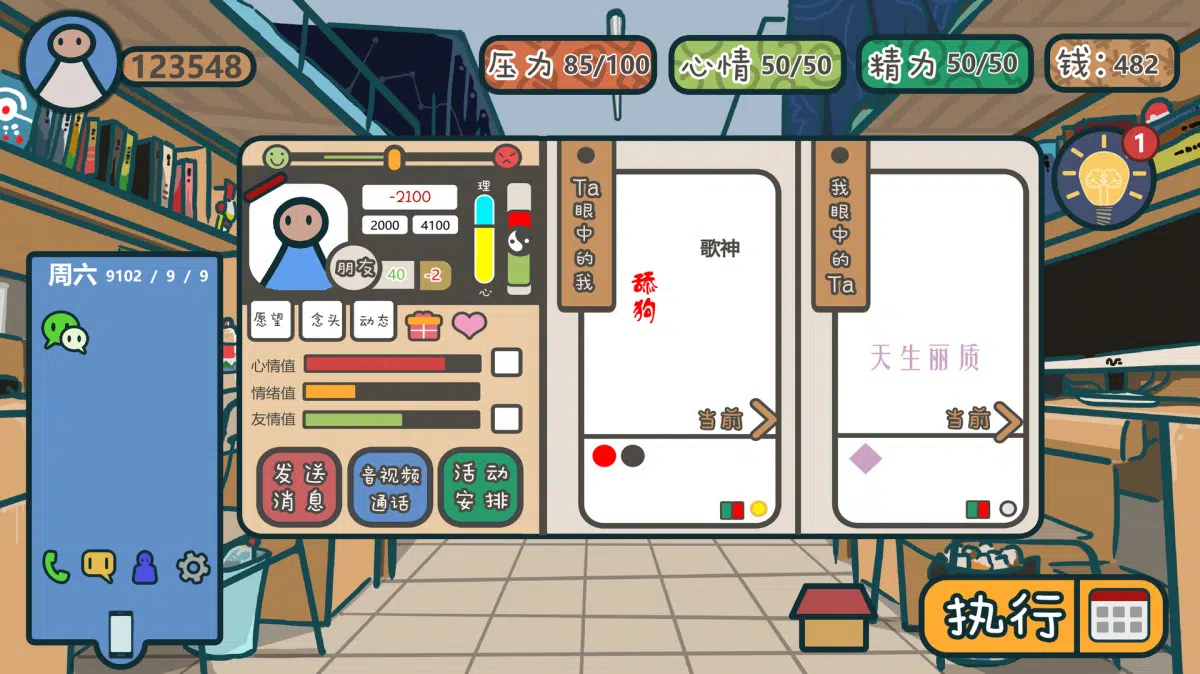 123548
压力 85/100
心情 50/50
精力 50/50
钱: 482
1
周六 9102 / 9 / 9
-2100
2000 4100
理
心
朋友
40 -2
愿望 念头 动态
心情值
情绪值
友情值
发送
消息
音视频
通话
活动
安排
Ta眼中的我
歌神
舔狗
当前
我眼中的Ta
天生丽质
当前
执行